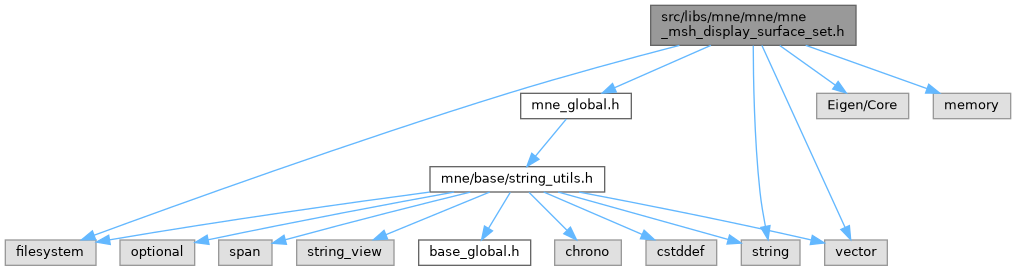 src/libs/mne/mne/mne
_msh_display_surface_set.h
mne_global.h
Eigen/Core
memory
mne/base/string_utils.h
filesystem
optional
span
string_view
base_global.h
chrono
cstddef
string
vector